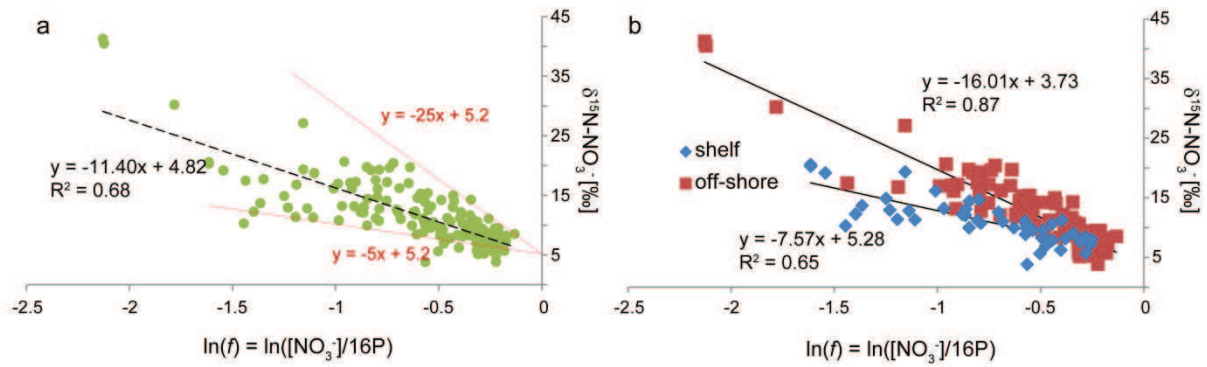 a
45
35
25
15
5
δ¹⁵N-NO₃⁻ [‰]
y = -25x + 5.2
y = -11.40x + 4.82
R² = 0.68
y = -5x + 5.2
-2.5 -2 -1.5 -1 -0.5 0
ln(f) = ln([NO₃⁻]/16P)
b
45
35
25
15
5
δ¹⁵N-NO₃⁻ [‰]
y = -16.01x + 3.73
R² = 0.87
shelf
off-shore
y = -7.57x + 5.28
R² = 0.65
-2.5 -2 -1.5 -1 -0.5 0
ln(f) = ln([NO₃⁻]/16P)